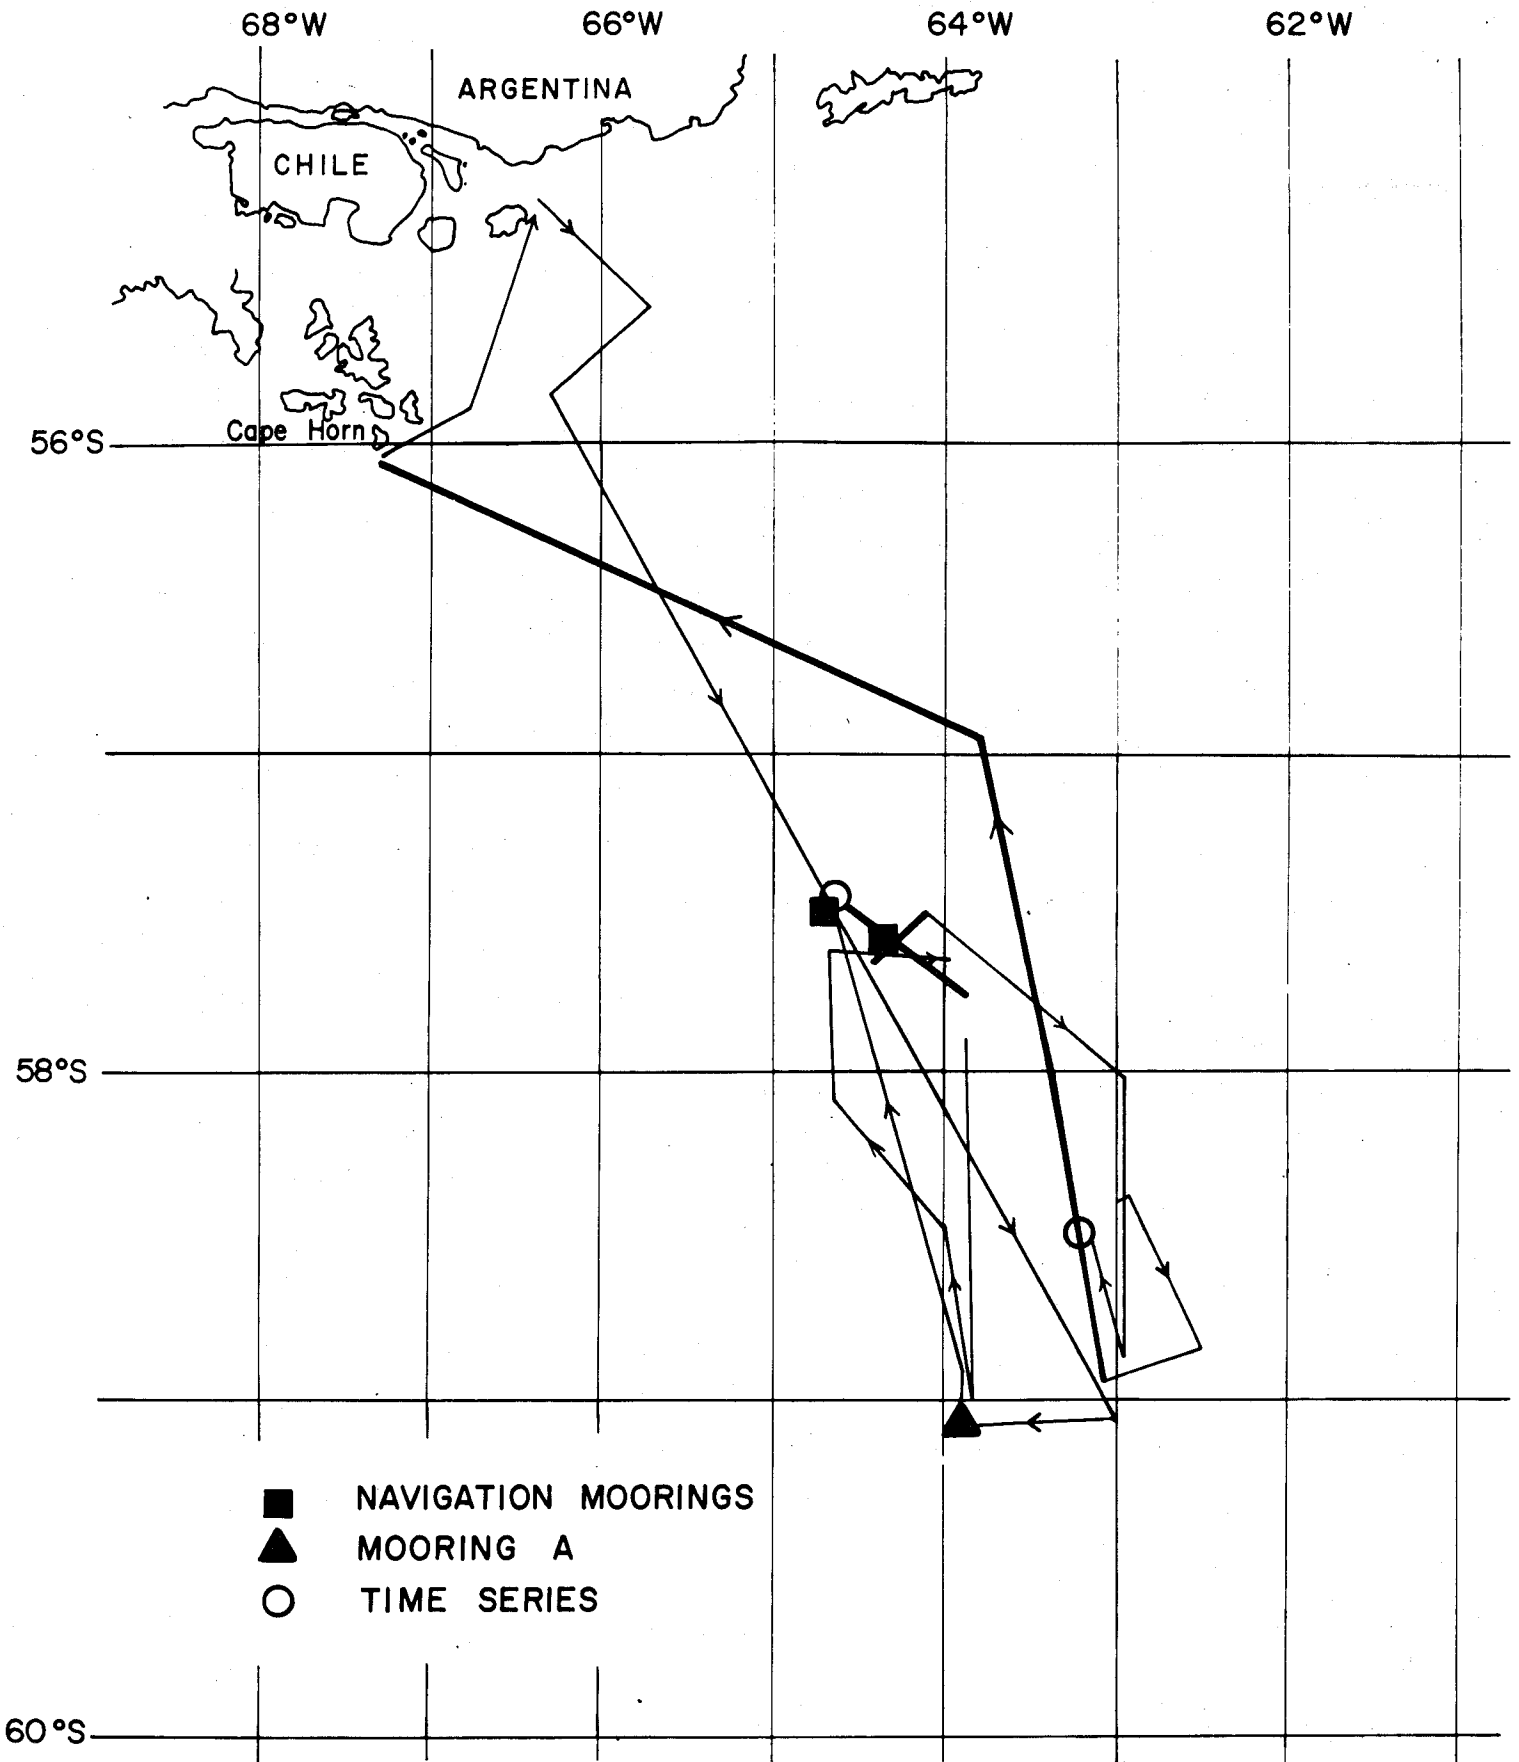 68°W 66°W 64°W 62°W
ARGENTINA
CHILE
Cape Horn
56°S
58°S
NAVIGATION MOORINGS
MOORING A
TIME SERIES
60°S